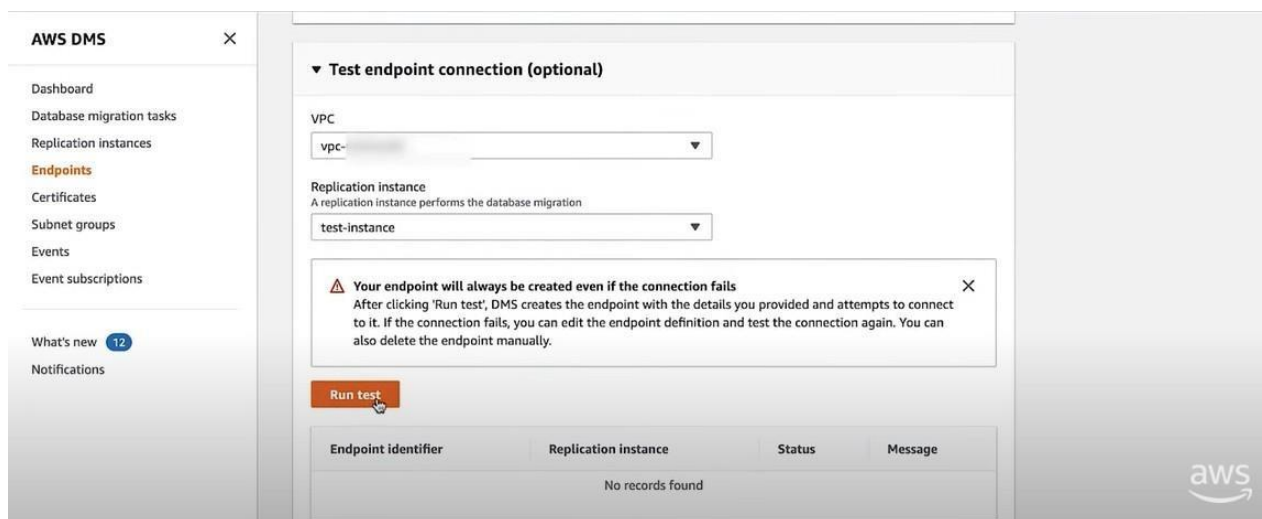 AWS DMS
Dashboard
Database migration tasks
Replication instances
Endpoints
Certificates
Subnet groups
Events
Event subscriptions
What's new 12
Notifications
Test endpoint connection (optional)
VPC
vpc-
Replication instance
A replication instance performs the database migration
test-instance
Your endpoint will always be created even if the connection fails
After clicking 'Run test', DMS creates the endpoint with the details you provided and attempts to connect
to it. If the connection fails, you can edit the endpoint definition and test the connection again. You can
also delete the endpoint manually.
Run test
Endpoint identifier Replication instance Status Message
No records found
aws